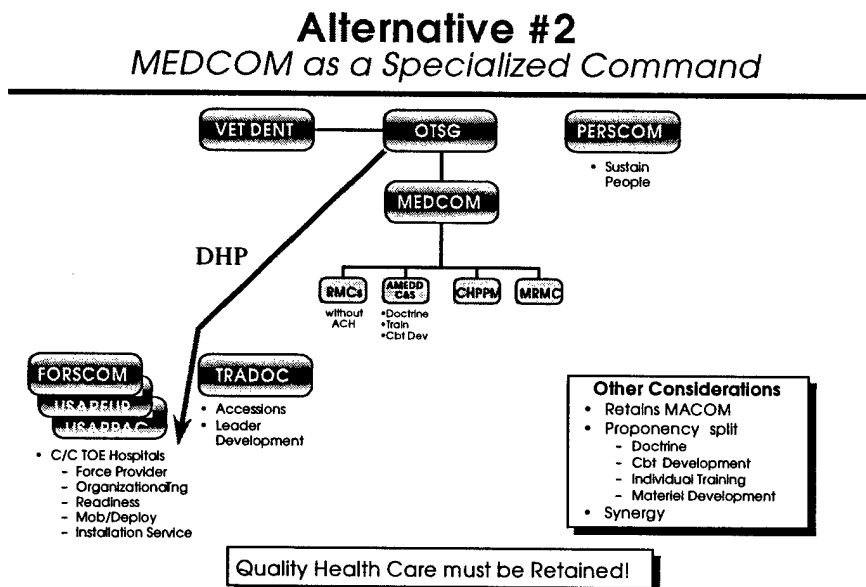 Alternative #2
MEDCOM as a Specialized Command
VET DENT
OTSG
PERSCOM
• Sustain
People
MEDCOM
DHP
RMCs
without
ACH
AMEDD
C&S
•Doctrine
•Train
•Cbt Dev
CHPPM
MRMC
FORSCOM
USAREUR
USARPAC
• C/C TOE Hospitals
– Force Provider
– OrganizationalTng
– Readiness
– Mob/Deploy
– Installation Service
TRADOC
• Accessions
• Leader
Development
Other Considerations
• Retains MACOM
• Proponency split
– Doctrine
– Cbt Development
– Individual Training
– Materiel Development
• Synergy
Quality Health Care must be Retained!